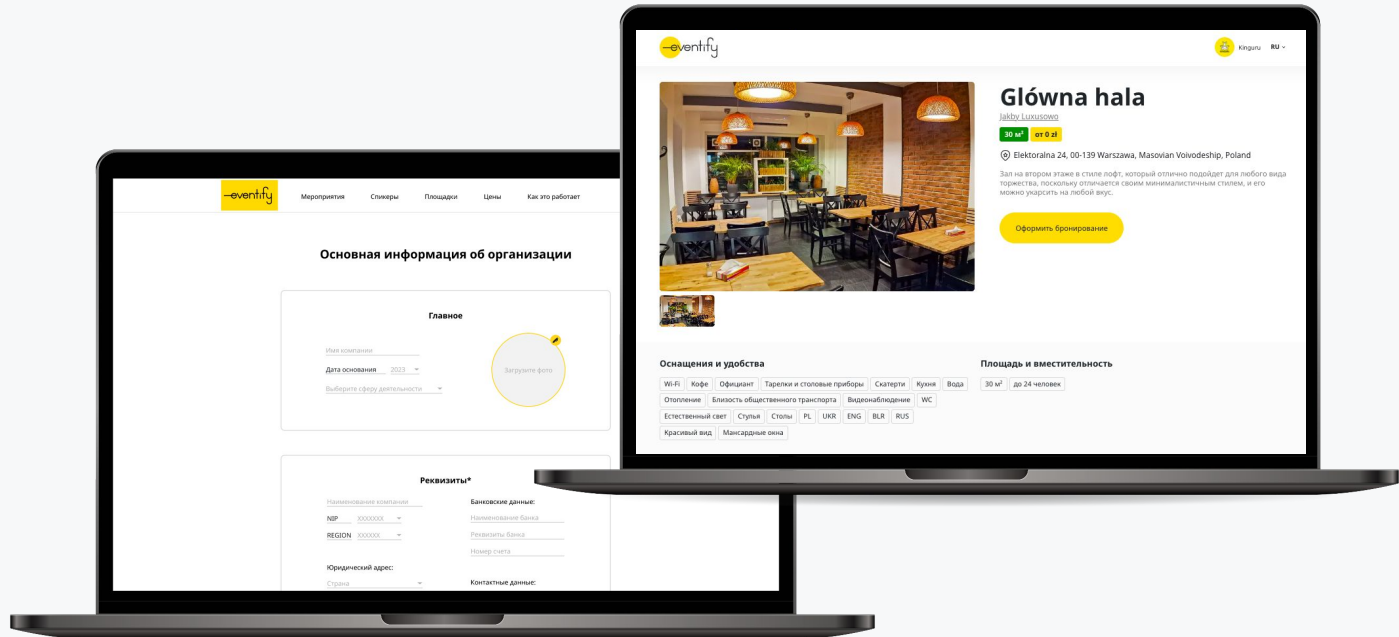 eventify
Kinguru RU
Glówna hala
Jakby Luxusowo
30 м² от 0 zł
Elektoralna 24, 00-139 Warszawa, Masovian Voivodeship, Poland
Зал на втором этаже в стиле лофт, который отлично подойдет для любого вида
торжества, поскольку отличается своим минималистичным стилем, и его
можно укарсить на любой вкус.
Оформить бронирование
Оснащения и удобства
Wi-Fi Кофе Официант Тарелки и столовые приборы Скатерти Кухня Вода
Отопление Близость общественного транспорта Видеонаблюдение WC
Естественный свет Стулья Столы PL UKR ENG BLR RUS
Красивый вид Мансардные окна
Площадь и вместительность
30 м² до 24 человек
eventify Мероприятия Спикеры Площадки Цены Как это работает
Основная информация об организации
Главное
Имя компании
Дата основания 2023
Выберите сферу деятельности
Загрузите фото
Реквизиты*
Наименование компании
NIP XXXXXXX
REGION XXXXXX
Юридический адрес:
Страна
Банковские данные:
Наименование банка
Реквизиты банка
Номер счета
Контактные данные: